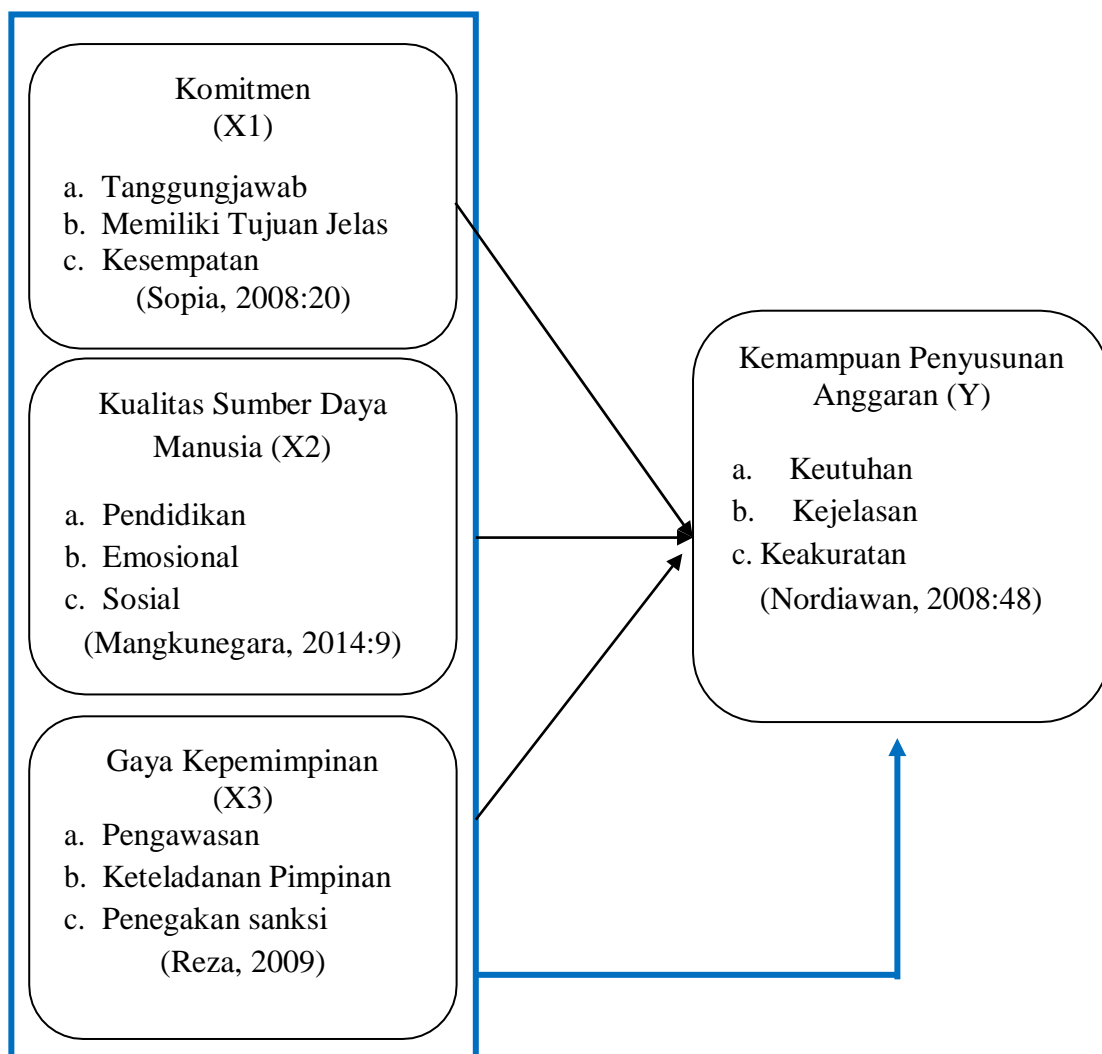 Komitmen
(X1)
a. Tanggungjawab
b. Memiliki Tujuan Jelas
c. Kesempatan
(Sopia, 2008:20)
Kualitas Sumber Daya
Manusia (X2)
a. Pendidikan
b. Emosional
c. Sosial
(Mangkunegara, 2014:9)
Gaya Kepemimpinan
(X3)
a. Pengawasan
b. Keteladanan Pimpinan
c. Penegakan sanksi
(Reza, 2009)
Kemampuan Penyusunan
Anggaran (Y)
a. Keutuhan
b. Kejelasan
c. Keakuratan
(Nordiawan, 2008:48)